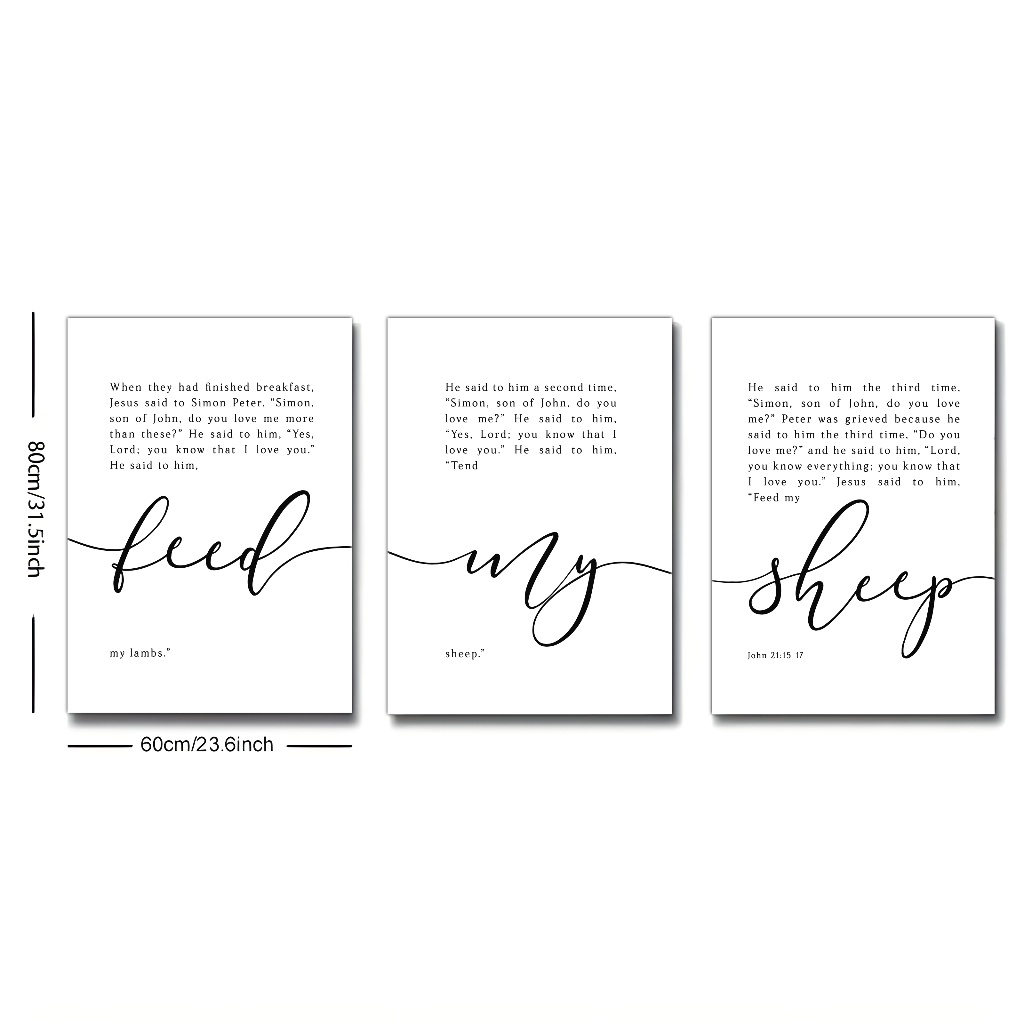 When they had finished breakfast,
Jesus said to Simon Peter, “Simon,
son of John, do you love me more
than these?” He said to him, “Yes,
Lord; you know that I love you.”
He said to him,
feed
my lambs.”
He said to him a second time,
“Simon, son of John, do you
love me?” He said to him,
“Yes, Lord; you know that I
love you.” He said to him,
“Tend
my
sheep.”
He said to him the third time,
“Simon, son of John, do you love
me?” Peter was grieved because he
said to him the third time, “Do you
love me?” and he said to him, “Lord,
you know everything; you know that
I love you.” Jesus said to him,
“Feed my
sheep
John 21:15 17
80cm/31.5inch
60cm/23.6inch